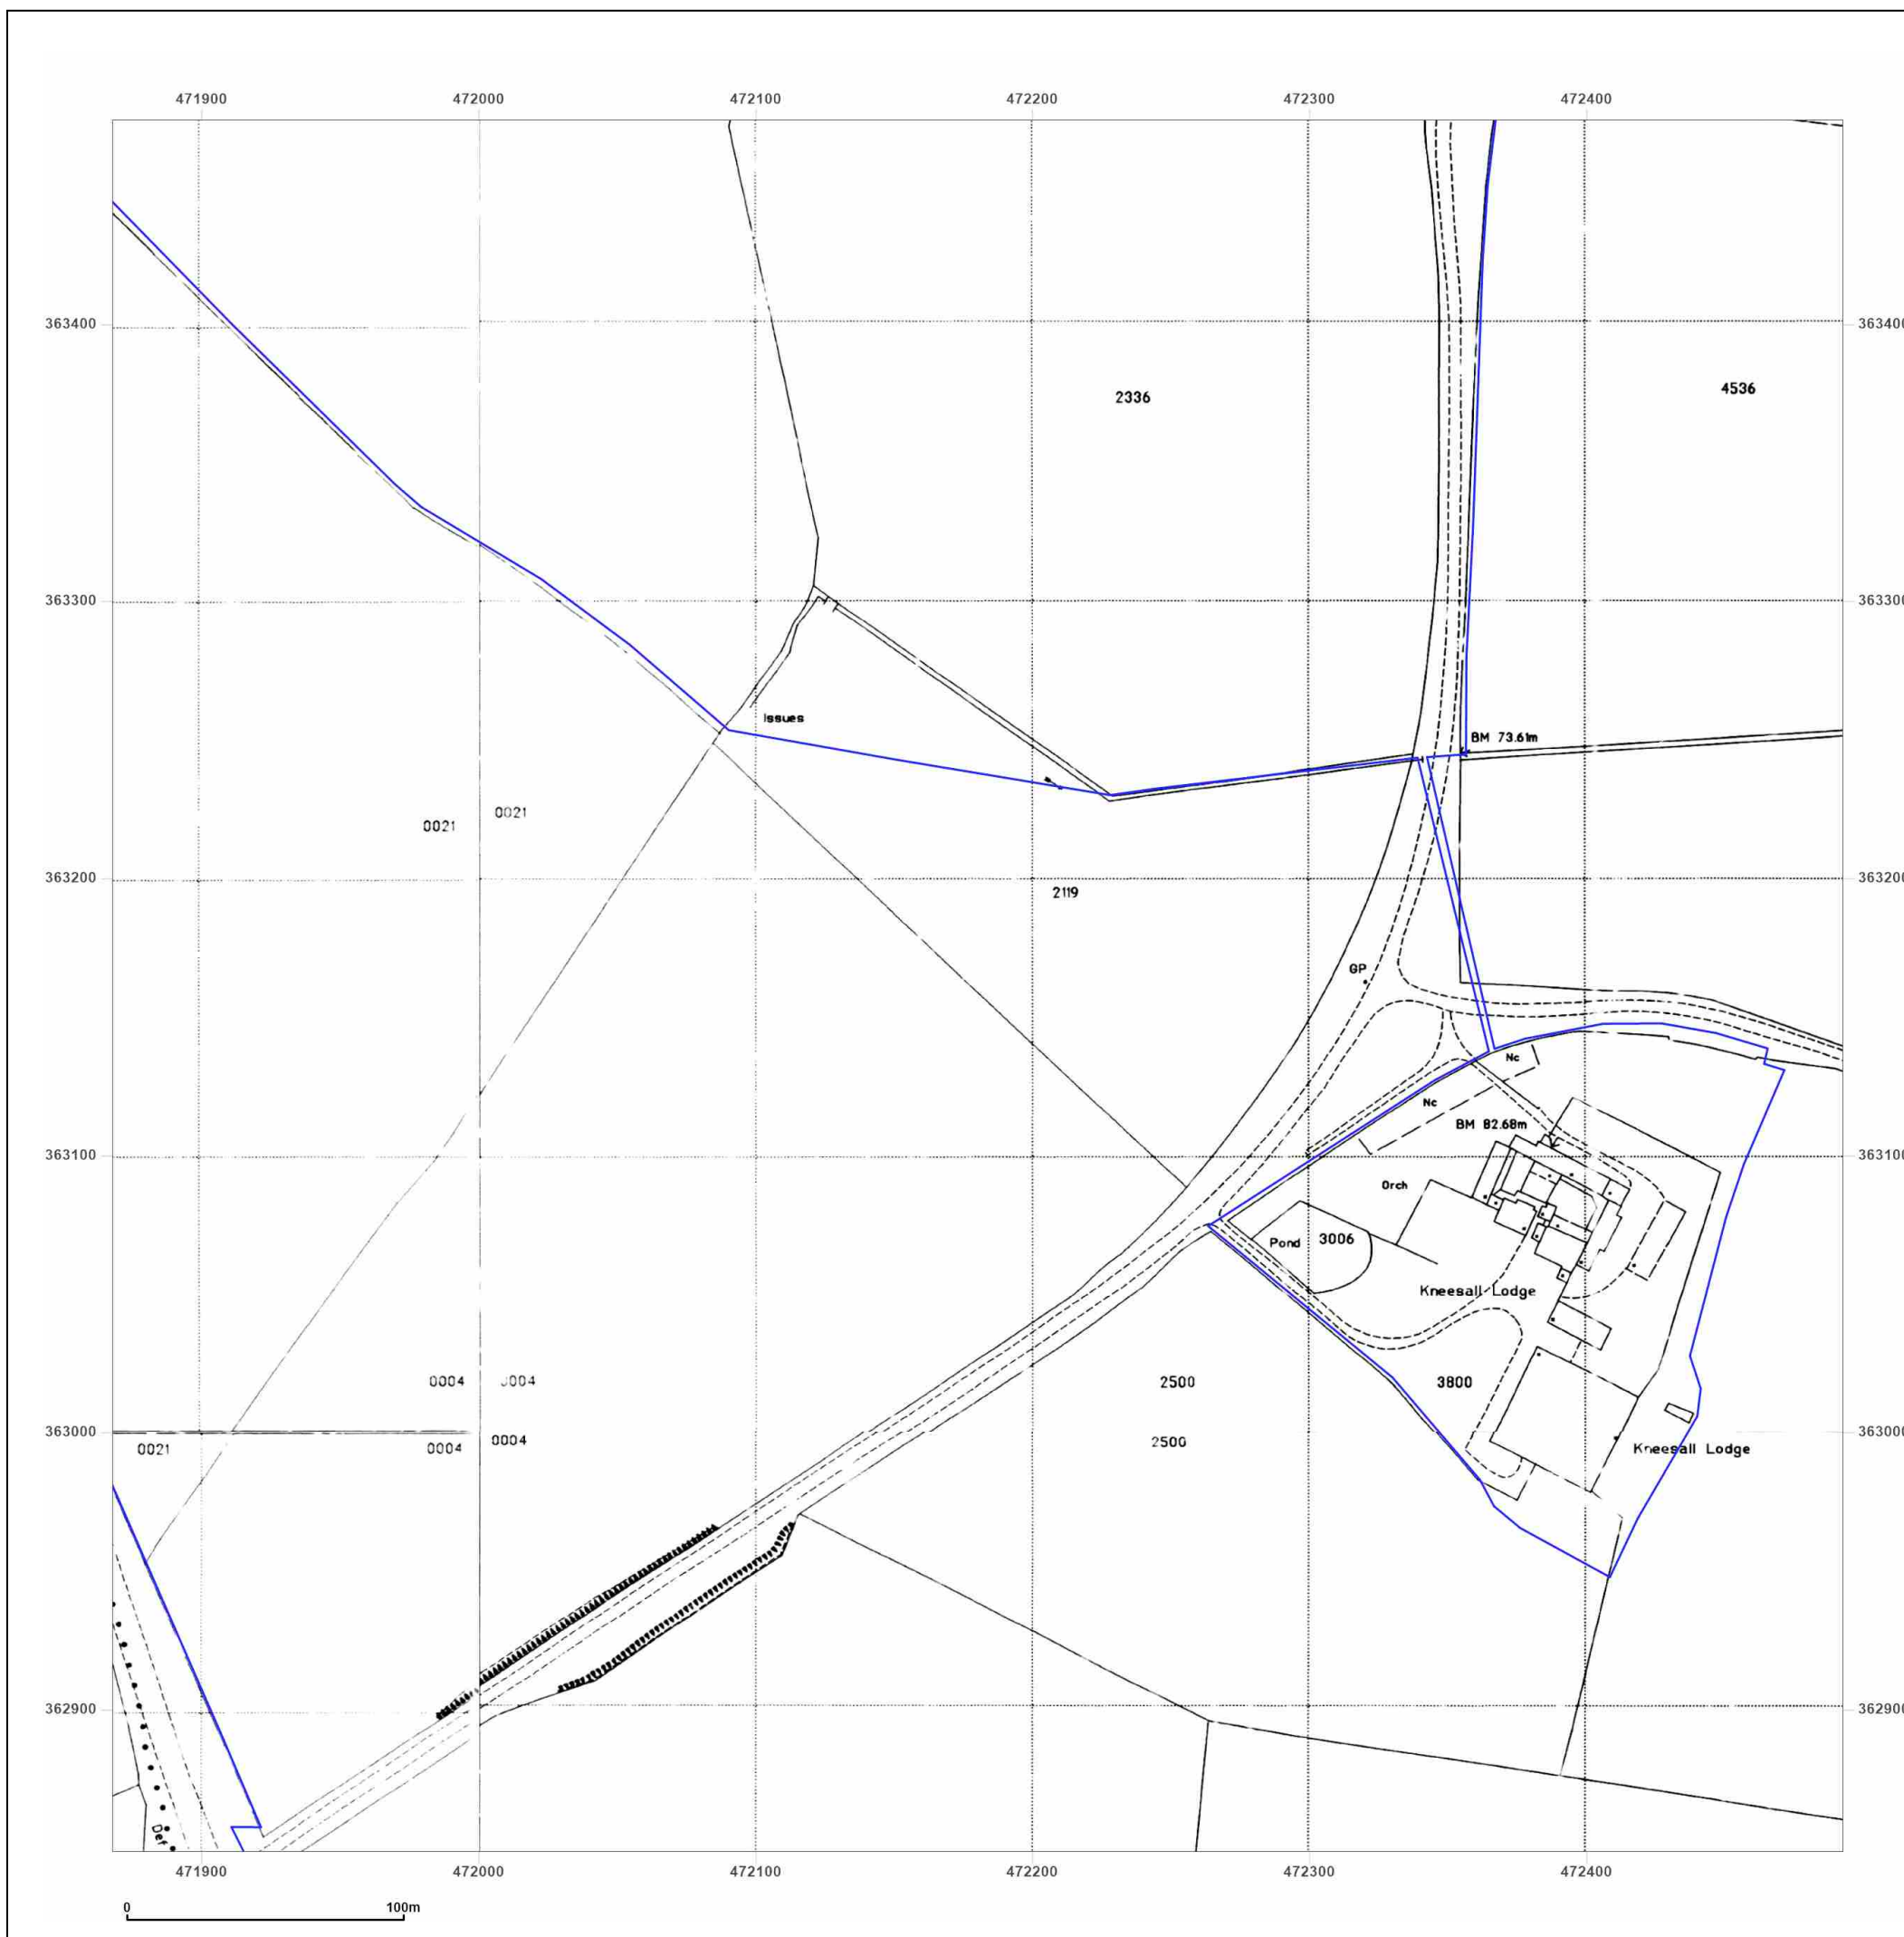 471900 472000 472100 472200 472300 472400
363400 363400
4536
2336
363300 363300
Issues
BM 73.61m
0021 0021
363200 363200
2119
GP
Nc
Nc
BM 82.68m
363100 363100
Orch
Pond 3006
Kneesall Lodge
0004 0004 2500 3800
363000 363000
0021 0004 0004 2500 Kneesall Lodge
362900 362900
Def
471900 472000 472100 472200 472300 472400
0 100m